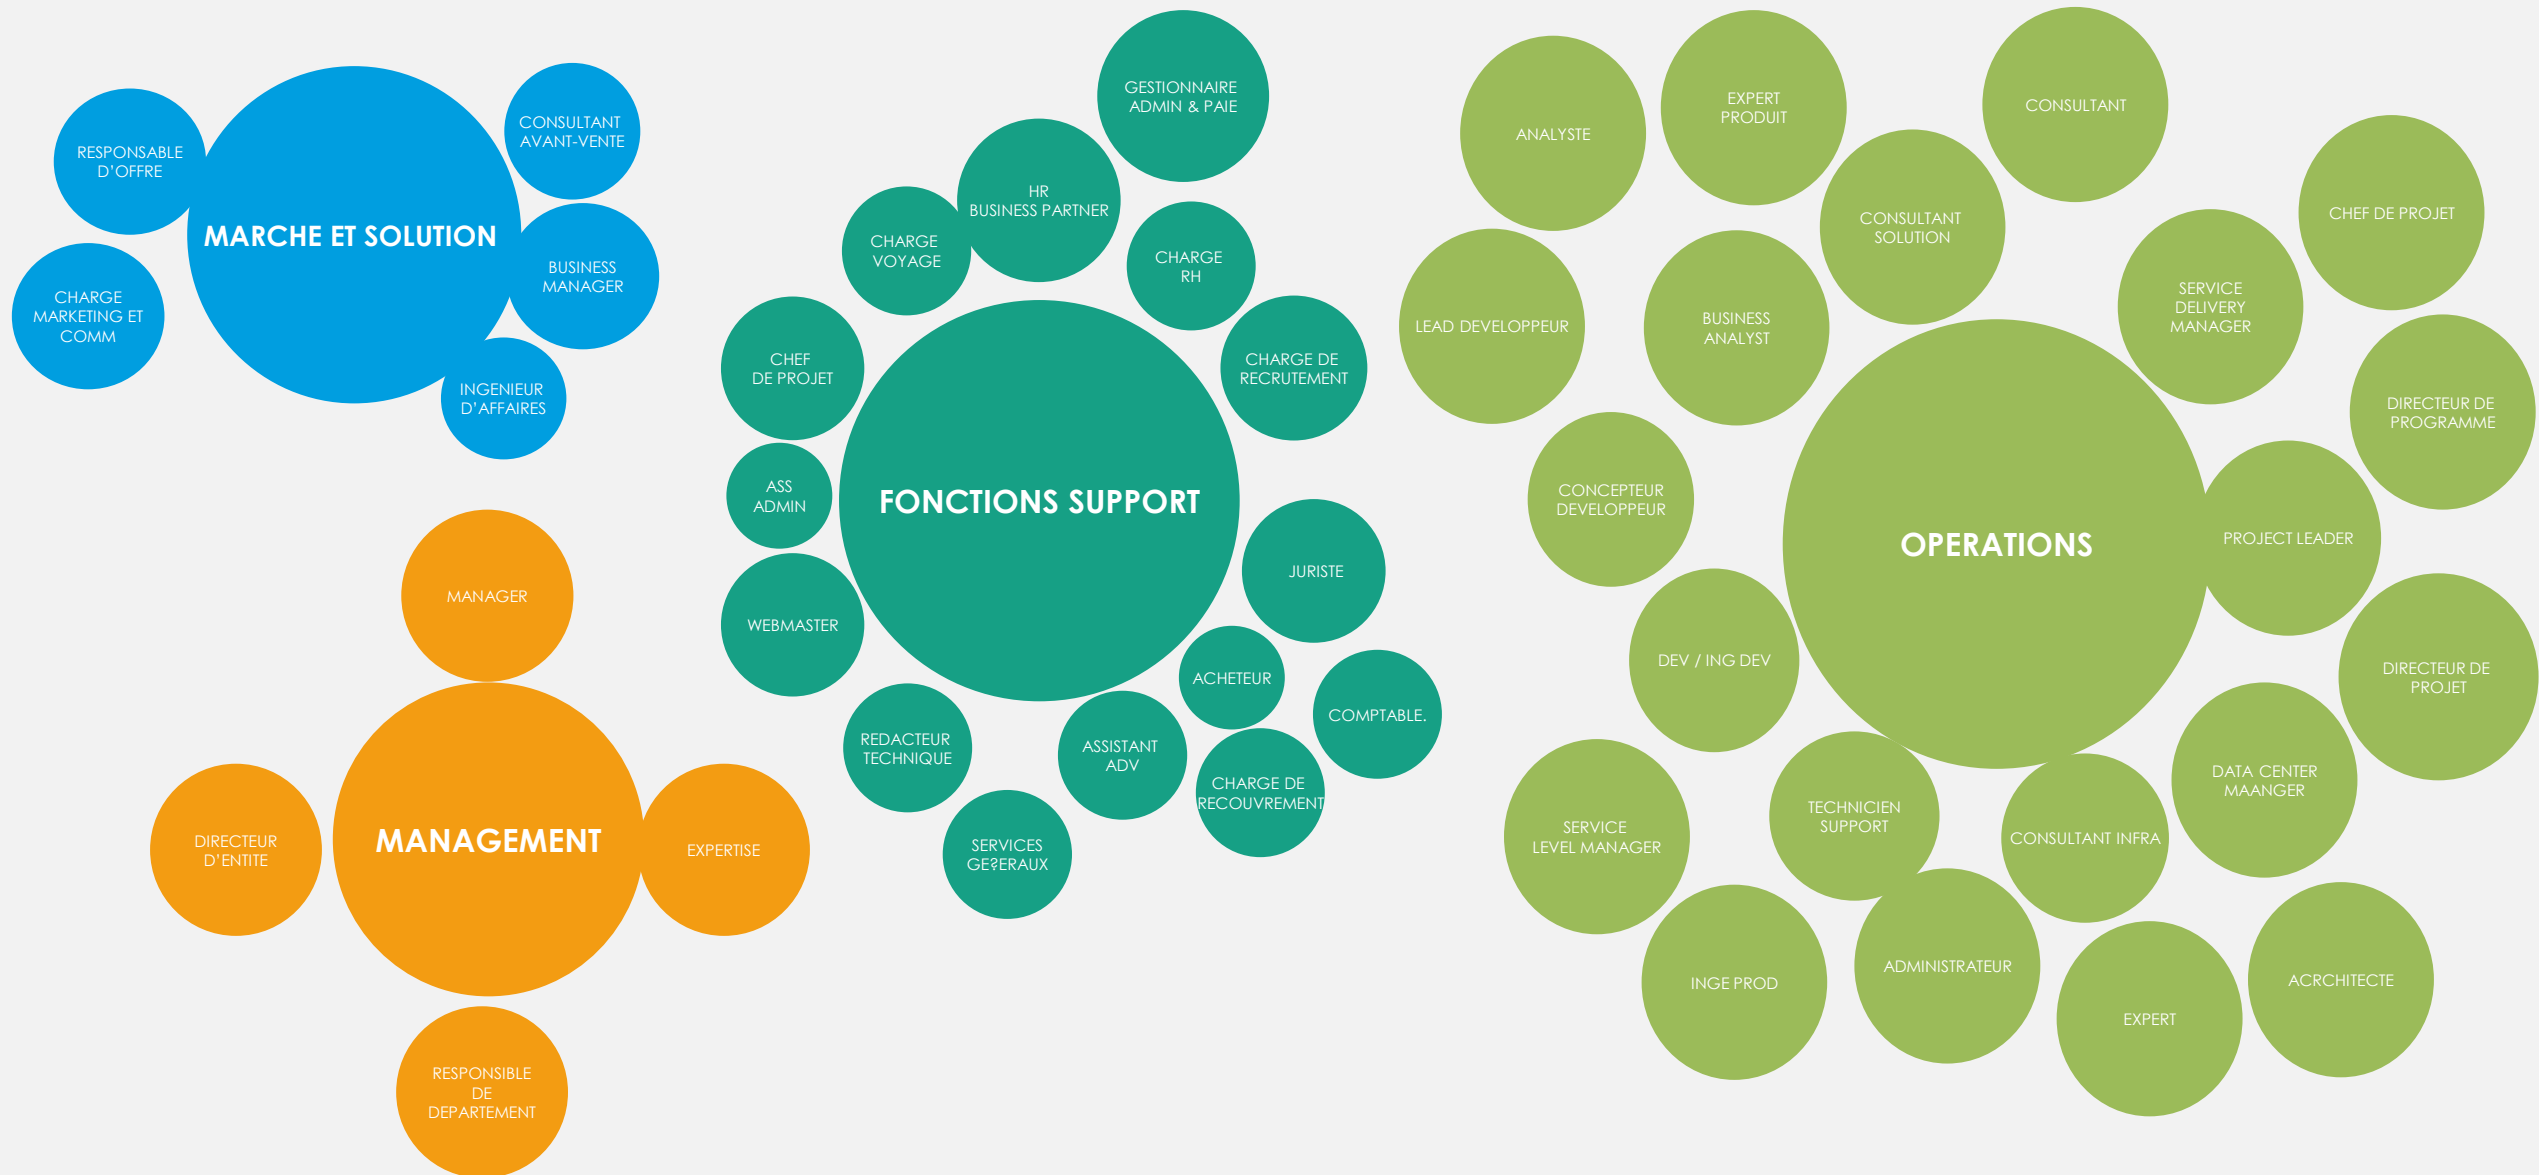 RESPONSABLE
D'OFFRE
CONSULTANT
AVANT-VENTE
MARCHE ET SOLUTION
BUSINESS
MANAGER
CHARGE
MARKETING ET
COMM
INGENIEUR
D'AFFAIRES
MANAGER
MANAGEMENT
DIRECTEUR
D'ENTITE
EXPERTISE
RESPONSIBLE
DE
DEPARTEMENT
GESTIONNAIRE
ADMIN & PAIE
HR
BUSINESS PARTNER
CHARGE
VOYAGE
CHARGE
RH
CHEF
DE PROJET
CHARGE DE
RECRUTEMENT
ASS
ADMIN
FONCTIONS SUPPORT
JURISTE
WEBMASTER
ACHETEUR
COMPTABLE.
REDACTEUR
TECHNIQUE
ASSISTANT
ADV
CHARGE DE
RECOUVREMENT
SERVICES
GE?ERAUX
ANALYSTE
EXPERT
PRODUIT
CONSULTANT
CONSULTANT
SOLUTION
CHEF DE PROJET
LEAD DEVELOPPEUR
BUSINESS
ANALYST
SERVICE
DELIVERY
MANAGER
DIRECTEUR DE
PROGRAMME
CONCEPTEUR
DEVELOPPEUR
OPERATIONS
PROJECT LEADER
DEV / ING DEV
DIRECTEUR DE
PROJET
SERVICE
LEVEL MANAGER
TECHNICIEN
SUPPORT
CONSULTANT INFRA
DATA CENTER
MAANGER
INGE PROD
ADMINISTRATEUR
EXPERT
ACRCHITECTE